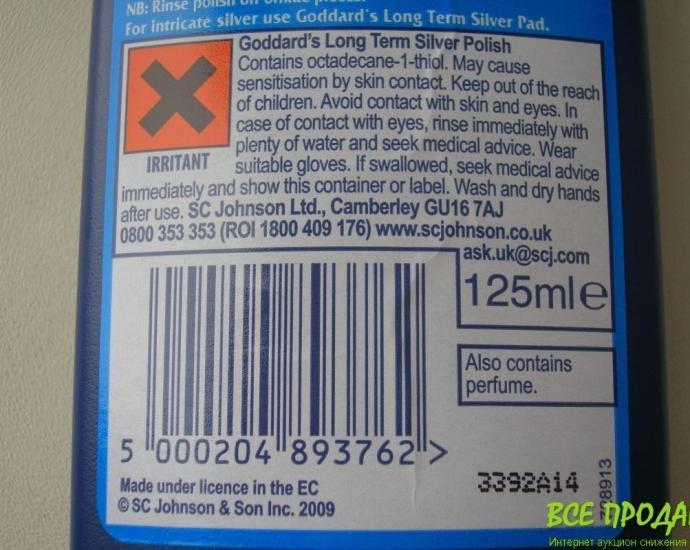 NB: Rinse polish off
For intricate silver use Goddard's Long Term Silver Pad.
Goddard's Long Term Silver Polish
Contains octadecane-1-thiol. May cause
sensitisation by skin contact. Keep out of the reach
of children. Avoid contact with skin and eyes. In
case of contact with eyes, rinse immediately with
plenty of water and seek medical advice. Wear
suitable gloves. If swallowed, seek medical advice
immediately and show this container or label. Wash and dry hands
after use. SC Johnson Ltd., Camberley GU16 7AJ
0800 353 353 (ROI 1800 409 176) www.scjohnson.co.uk
ask.uk@scj.com
IRRITANT
125ml e
Also contains
perfume.
5 000204 893762 >
3392A14
Made under licence in the EC
© SC Johnson & Son Inc. 2009
28913
ВСЕ ПРОДА
Интернет аукцион снижения